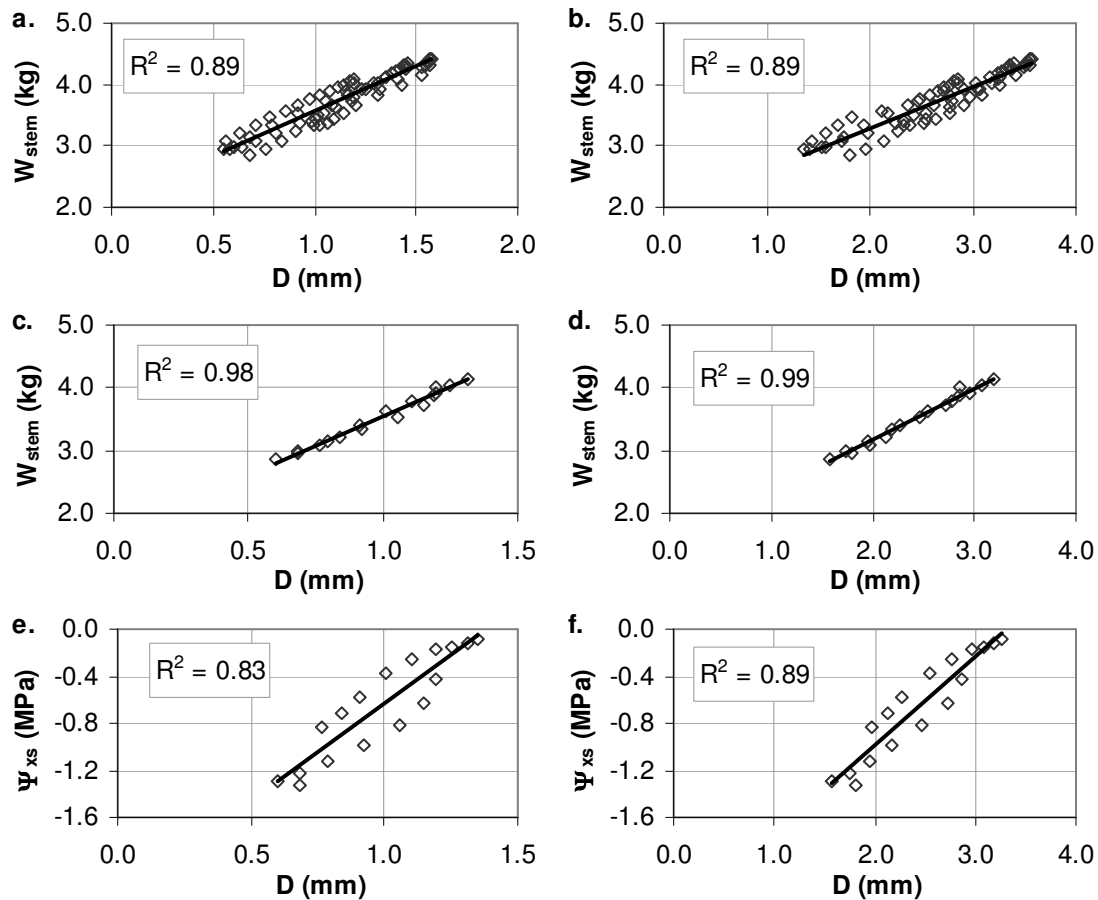 a.
5.0
4.0
3.0
2.0
W stem (kg)
R² = 0.89
0.0 0.5 1.0 1.5 2.0
D (mm)
b.
5.0
4.0
3.0
2.0
W stem (kg)
R² = 0.89
0.0 1.0 2.0 3.0 4.0
D (mm)
c.
5.0
4.0
3.0
2.0
W stem (kg)
R² = 0.98
0.0 0.5 1.0 1.5
D (mm)
d.
5.0
4.0
3.0
2.0
W stem (kg)
R² = 0.99
0.0 1.0 2.0 3.0 4.0
D (mm)
e.
0.0
-0.4
-0.8
-1.2
-1.6
Ψ xs (MPa)
R² = 0.83
0.0 0.5 1.0 1.5
D (mm)
f.
0.0
-0.4
-0.8
-1.2
-1.6
Ψ xs (MPa)
R² = 0.89
0.0 1.0 2.0 3.0 4.0
D (mm)